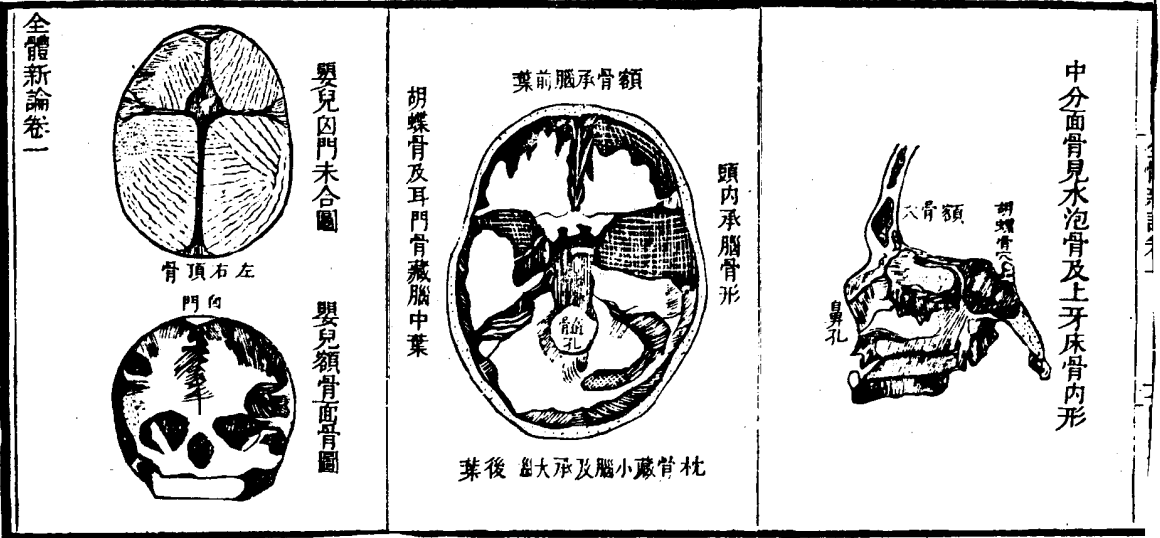 中分面骨見水泡骨及上牙床骨内形
額骨穴
胡蝶骨穴
鼻孔
額骨承腦前葉
頭内承腦骨形
胡蝶骨及耳門骨藏腦中葉
髓孔
枕骨藏小腦及承大腦後葉
嬰兒囟門未合圖
左右頂骨
嬰兒額骨面骨圖
囟門
全體新論卷一